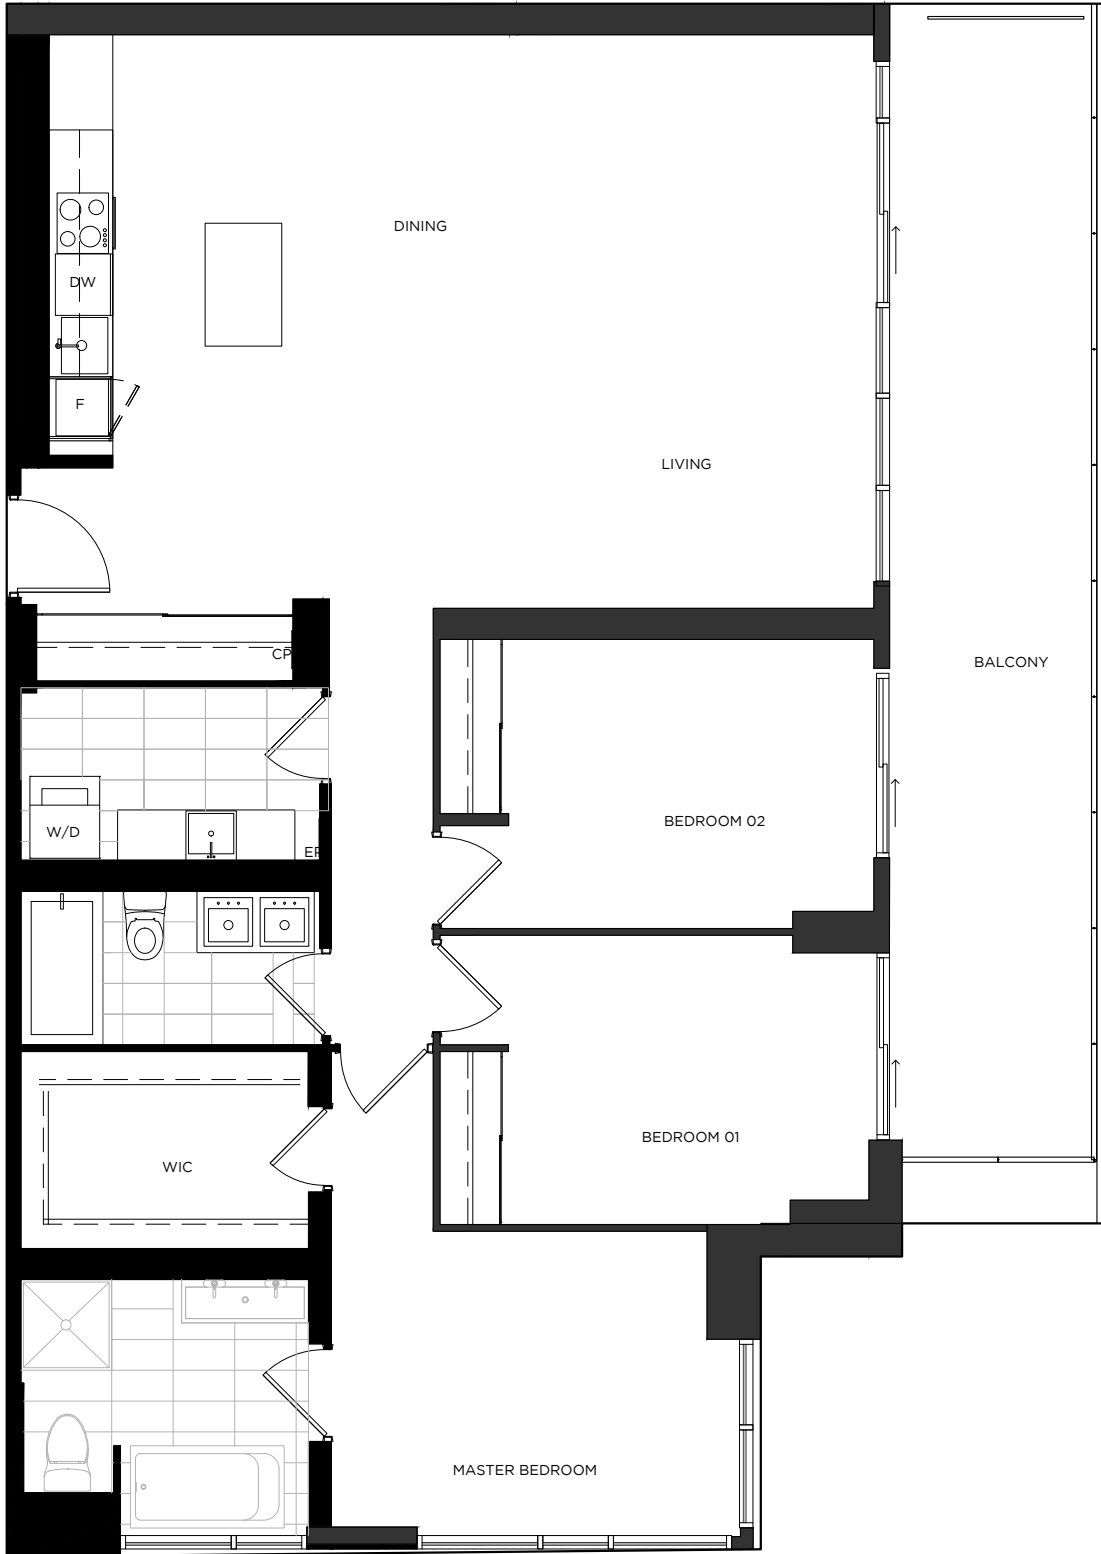 DINING
DW
F
LIVING
CP
BALCONY
W/D
EP
BEDROOM 02
BEDROOM 01
WIC
MASTER BEDROOM